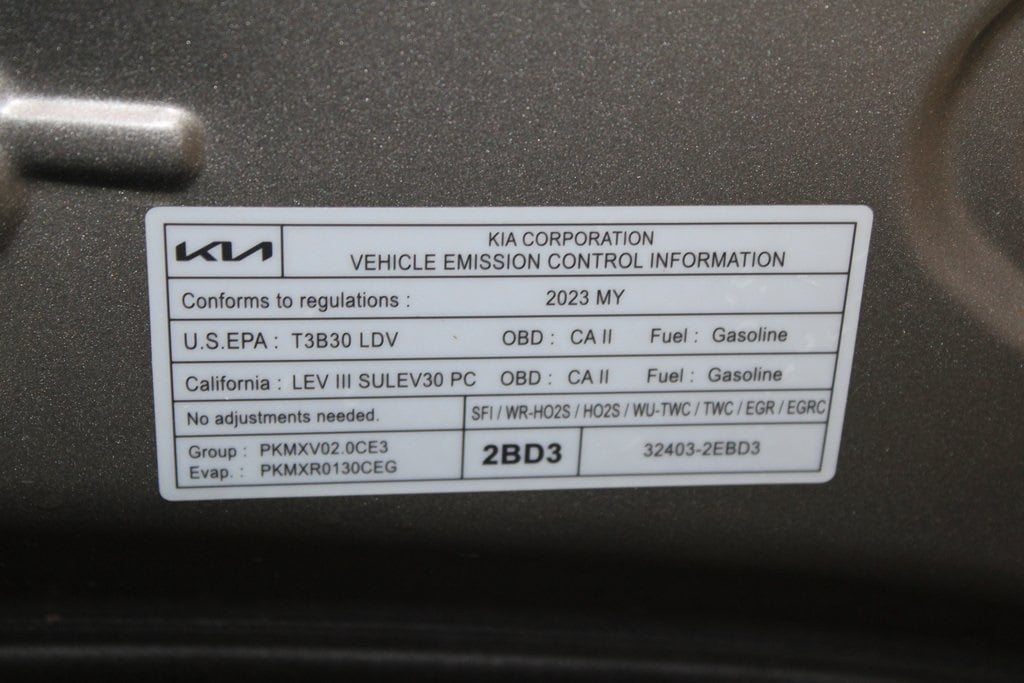 KIA
KIA CORPORATION
VEHICLE EMISSION CONTROL INFORMATION
Conforms to regulations : 2023 MY
U.S.EPA : T3B30 LDV OBD : CA II Fuel : Gasoline
California : LEV III SULEV30 PC OBD : CA II Fuel : Gasoline
No adjustments needed. SFI / WR-HO2S / HO2S / WU-TWC / TWC / EGR / EGRC
Group : PKMXV02.0CE3
Evap. : PKMXR0130CEG
2BD3 32403-2EBD3